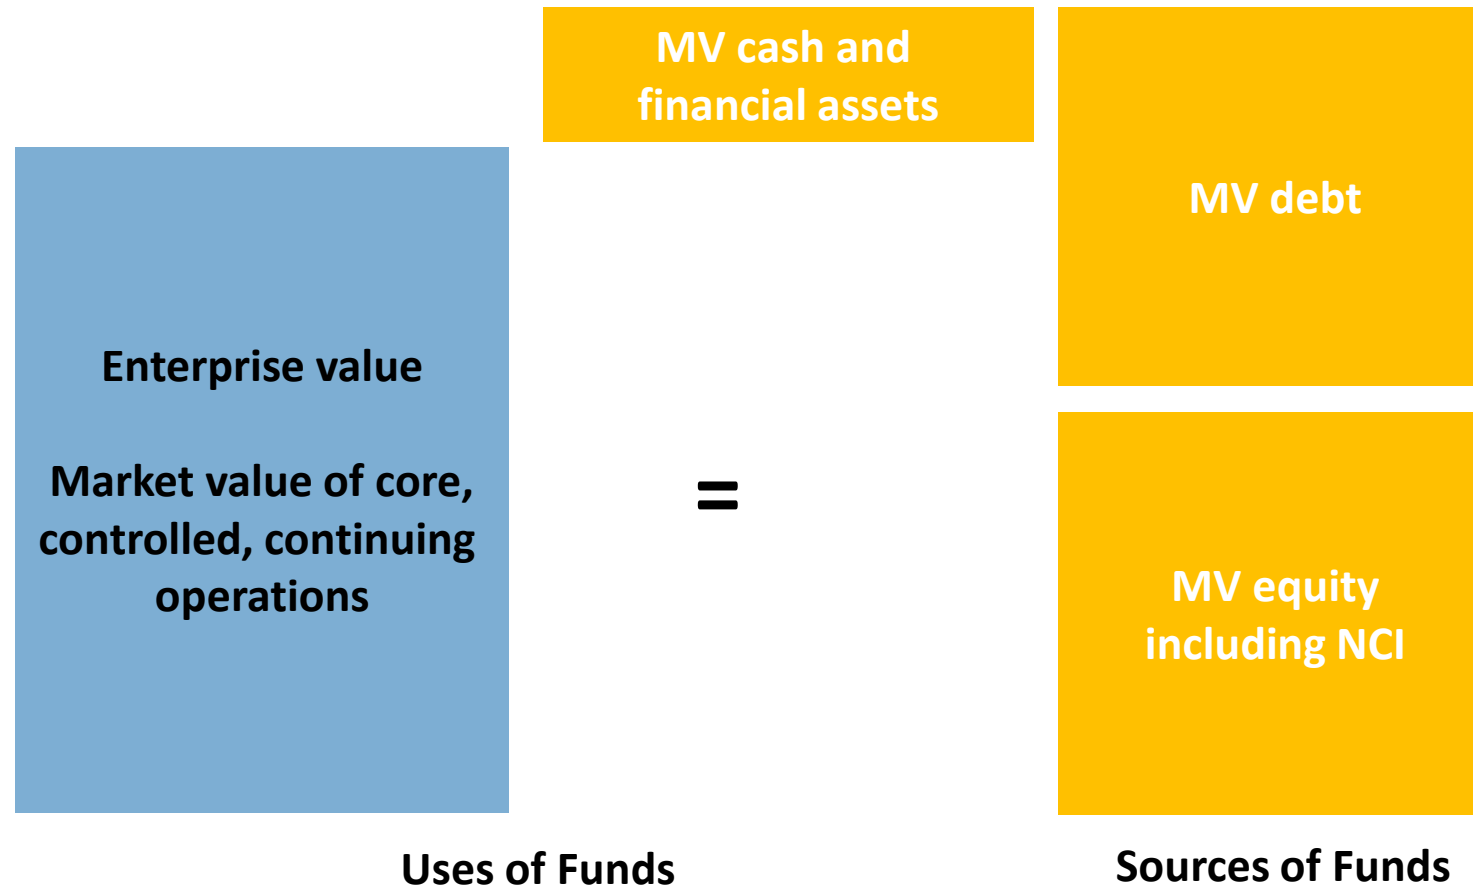 MV cash and
financial assets
MV debt
Enterprise value
Market value of core,
controlled, continuing
operations
=
MV equity
including NCI
Uses of Funds
Sources of Funds